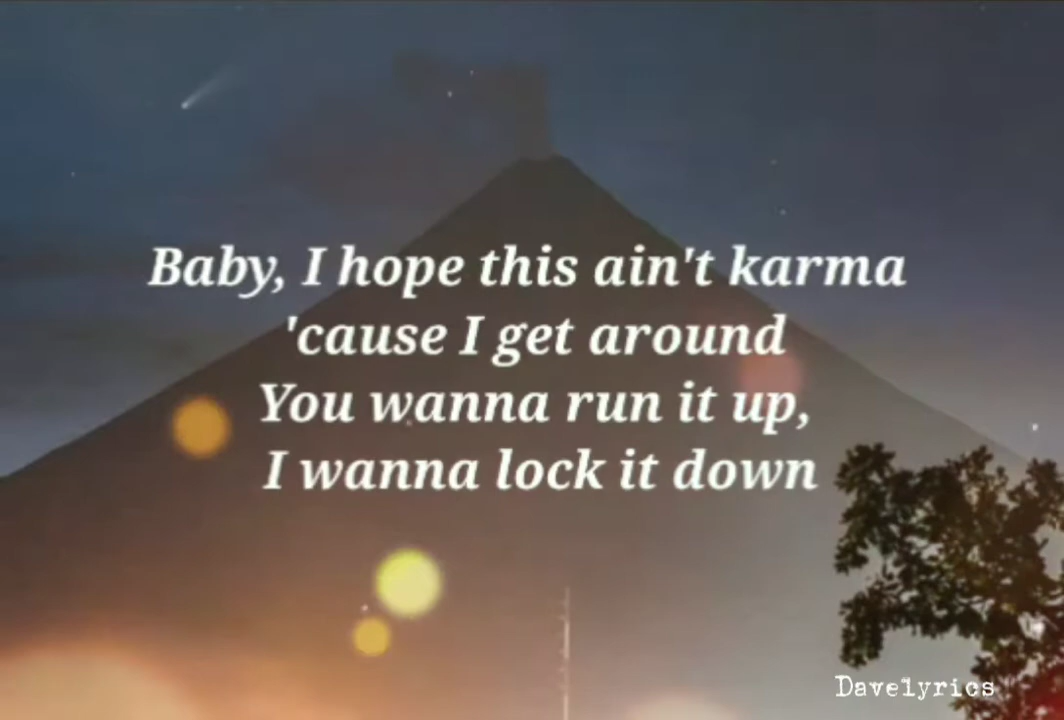 Baby, I hope this ain't karma
'cause I get around
You wanna run it up,
I wanna lock it down
Davelyrics